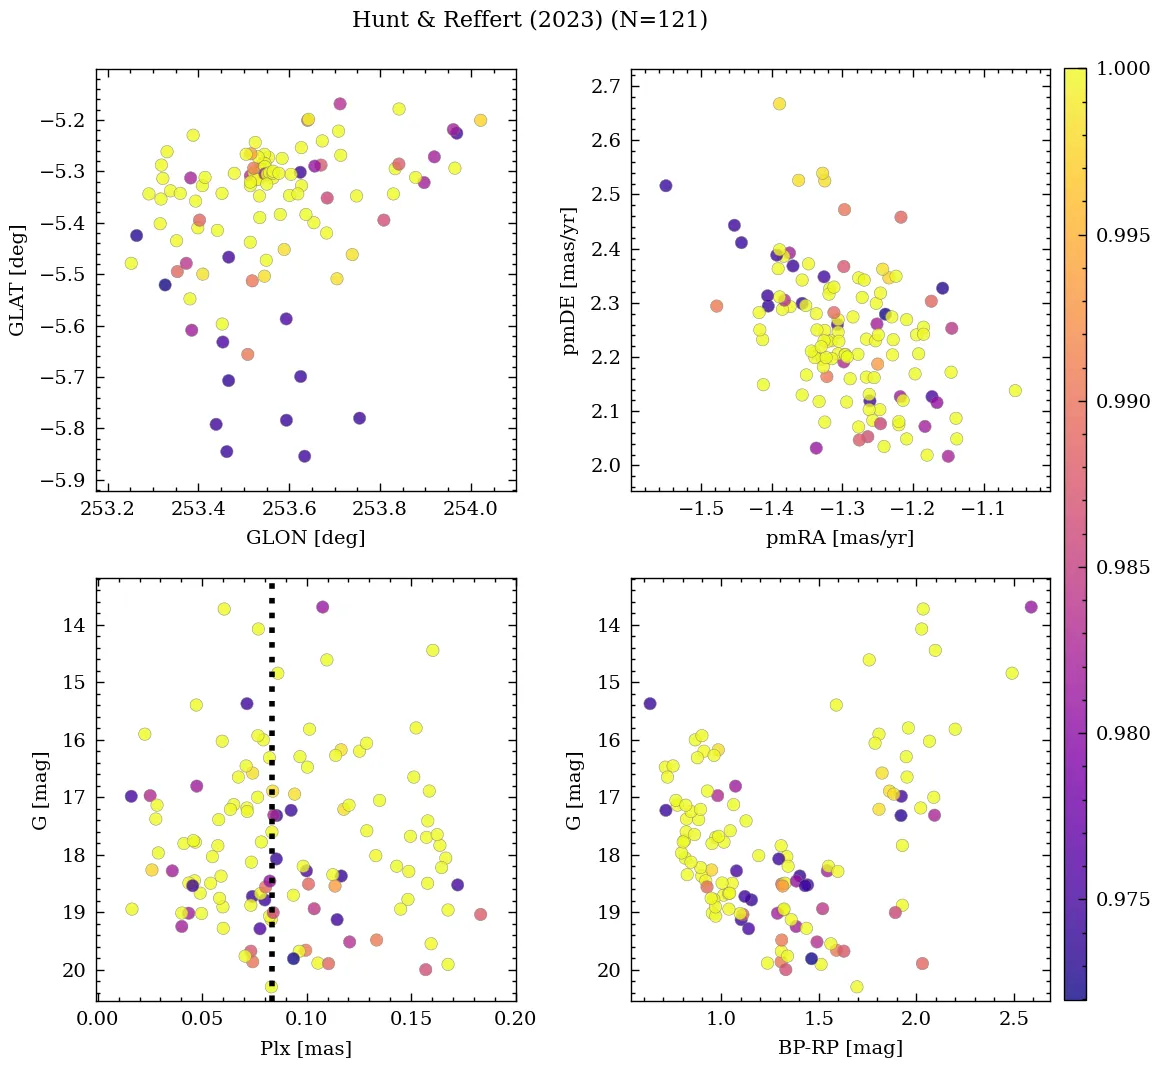 Hunt & Reffert (2023) (N=121)
−5.2
−5.3
−5.4
−5.5
−5.6
−5.7
−5.8
−5.9
GLAT [deg]
253.2 253.4 253.6 253.8 254.0
GLON [deg]
2.7
2.6
2.5
2.4
2.3
2.2
2.1
2.0
pmDE [mas/yr]
−1.5 −1.4 −1.3 −1.2 −1.1
pmRA [mas/yr]
1.000
0.995
0.990
0.985
0.980
0.975
14
15
16
17
18
19
20
G [mag]
0.00 0.05 0.10 0.15 0.20
Plx [mas]
14
15
16
17
18
19
20
G [mag]
1.0 1.5 2.0 2.5
BP-RP [mag]